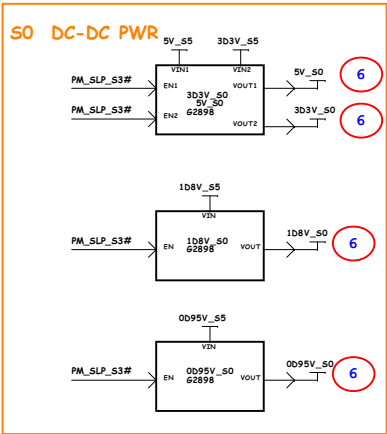 S0 DC-DC PWR
5V_S5 3D3V_S5
VIN1 VIN2
PM_SLP_S3# EN1 VOUT1 5V_S0 6
3D3V_S0
5V_S0
PM_SLP_S3# EN2 G2898 VOUT2 3D3V_S0 6
1D8V_S5
VIN
PM_SLP_S3# EN 1D8V_S0 VOUT 1D8V_S0 6
G2898
0D95V_S5
VIN
PM_SLP_S3# EN 0D95V_S0 VOUT 0D95V_S0 6
G2898